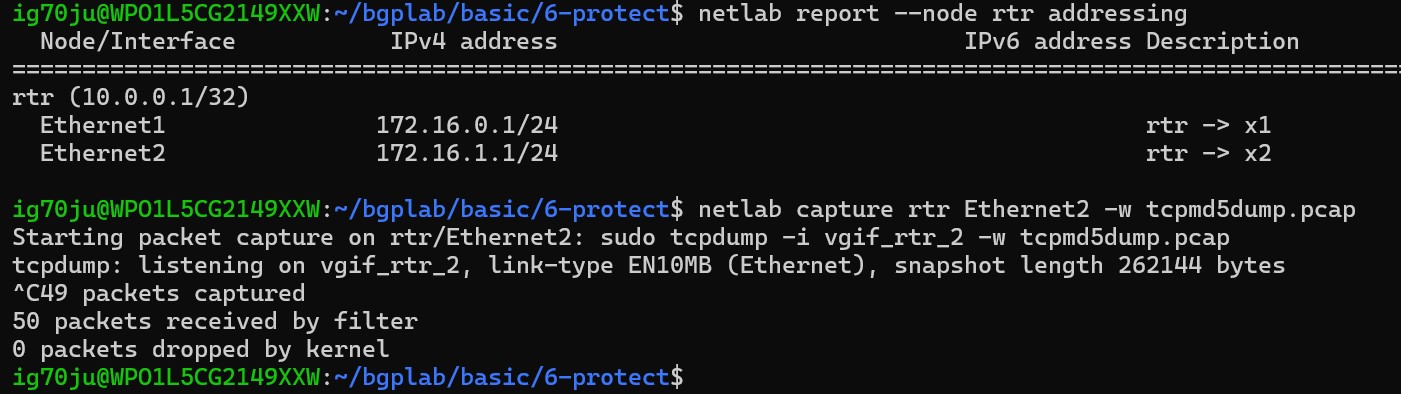 ig70ju@WPO1L5CG2149XXW:~/bgplab/basic/6-protect$ netlab report --node rtr addressing
Node/Interface IPv4 address IPv6 address Description
====================================================================================================
rtr (10.0.0.1/32)
Ethernet1 172.16.0.1/24 rtr -> x1
Ethernet2 172.16.1.1/24 rtr -> x2
ig70ju@WPO1L5CG2149XXW:~/bgplab/basic/6-protect$ netlab capture rtr Ethernet2 -w tcpmd5dump.pcap
Starting packet capture on rtr/Ethernet2: sudo tcpdump -i vgif_rtr_2 -w tcpmd5dump.pcap
tcpdump: listening on vgif_rtr_2, link-type EN10MB (Ethernet), snapshot length 262144 bytes
^C49 packets captured
50 packets received by filter
0 packets dropped by kernel
ig70ju@WPO1L5CG2149XXW:~/bgplab/basic/6-protect$